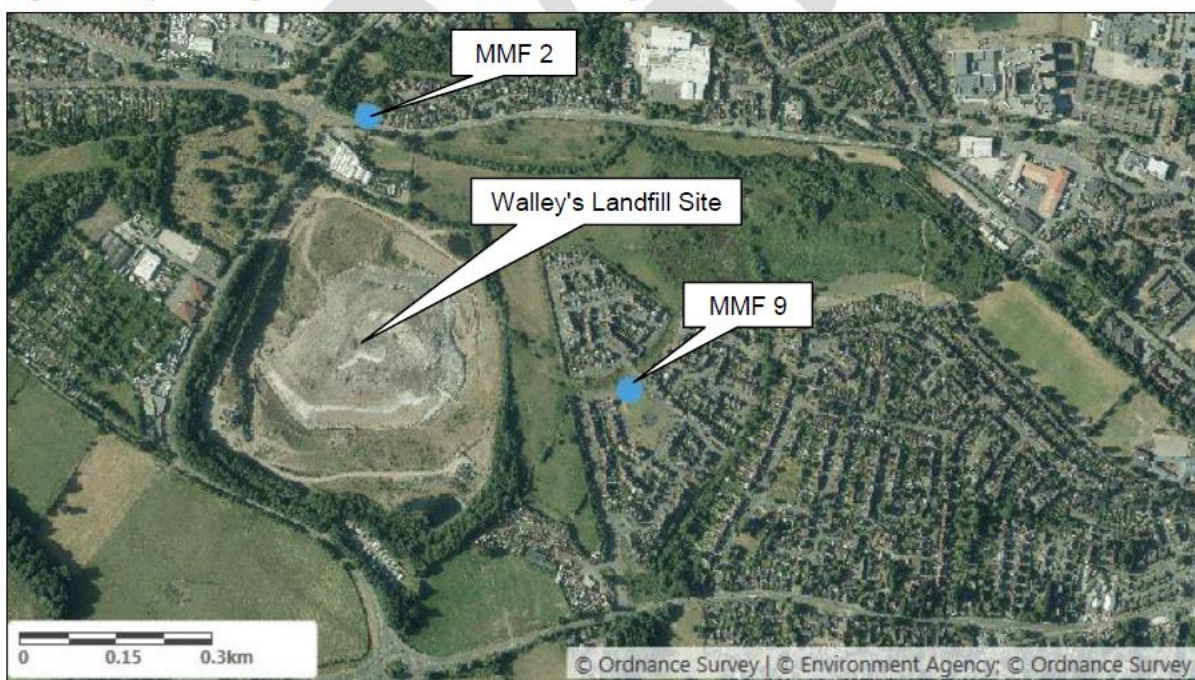 MMF 2
Walley's Landfill Site
MMF 9
0 0.15 0.3km
© Ordnance Survey | © Environment Agency; © Ordnance Survey